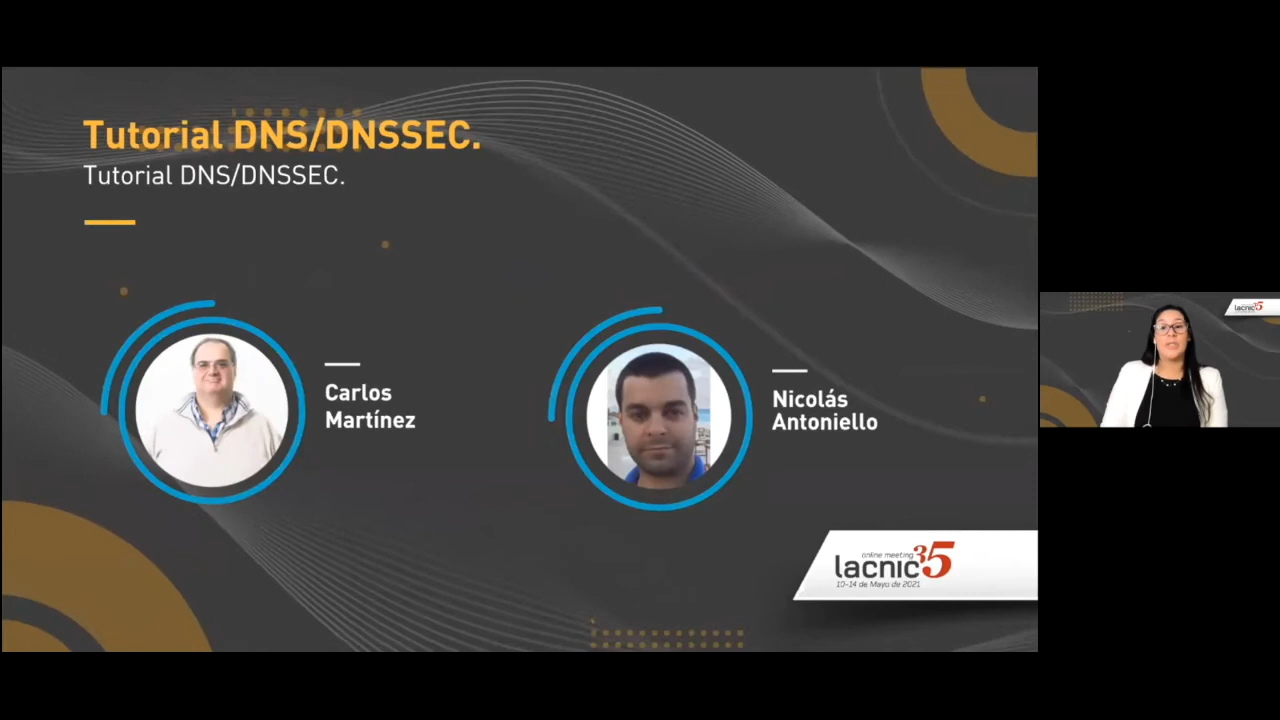 Tutorial DNS/DNSSEC.
Tutorial DNS/DNSSEC.
Carlos
Martínez
Nicolás
Antoniello
online meeting
lacnic35
10-14 de Mayo de 2021
lacnic35